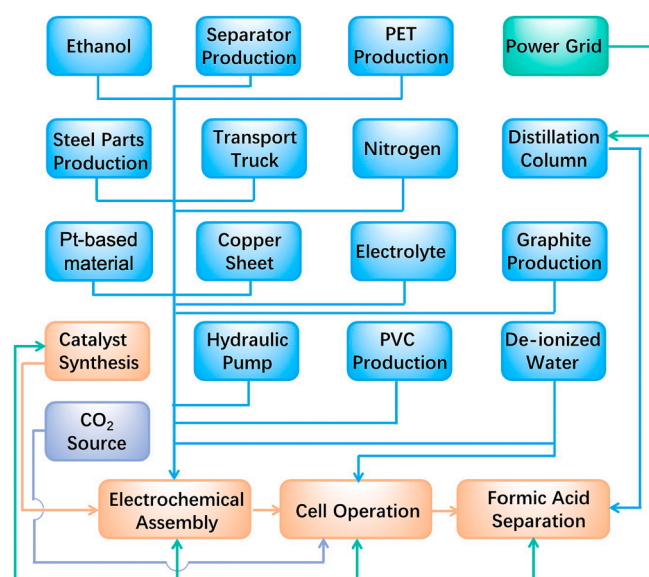 Ethanol
Separator
Production
PET
Production
Power Grid
Steel Parts
Production
Transport
Truck
Nitrogen
Distillation
Column
Pt-based
material
Copper
Sheet
Electrolyte
Graphite
Production
Catalyst
Synthesis
Hydraulic
Pump
PVC
Production
De-ionized
Water
CO₂
Source
Electrochemical
Assembly
Cell Operation
Formic Acid
Separation